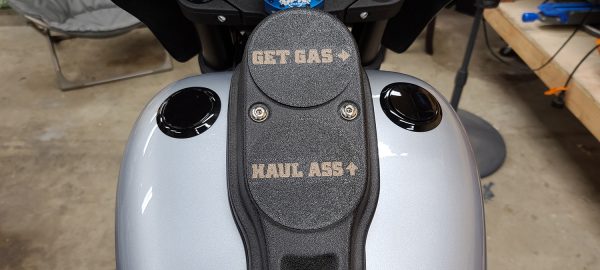 GET GAS →
HAUL ASS ↑